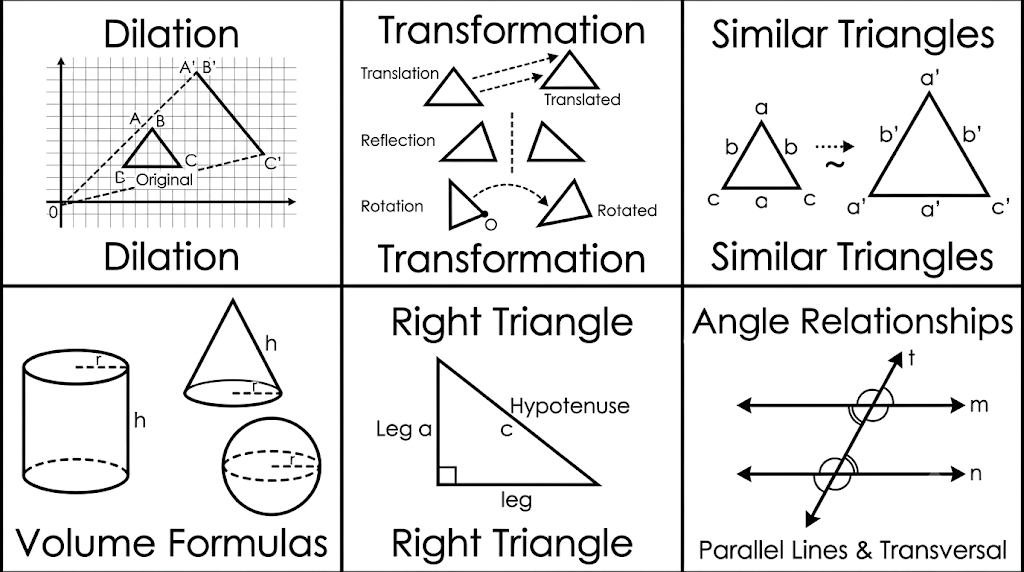 Dilation
A' B'
A B
C
C'
B Original
0
Dilation
Transformation
Translation
Translated
Reflection
Rotation
O
Rotated
Transformation
Similar Triangles
a
b b
c a c
~
a'
b' b'
a' a' c'
Similar Triangles
r
h
h
r
r
Volume Formulas
Right Triangle
Hypotenuse
Leg a
c
leg
Right Triangle
Angle Relationships
t
m
n
Parallel Lines & Transversal